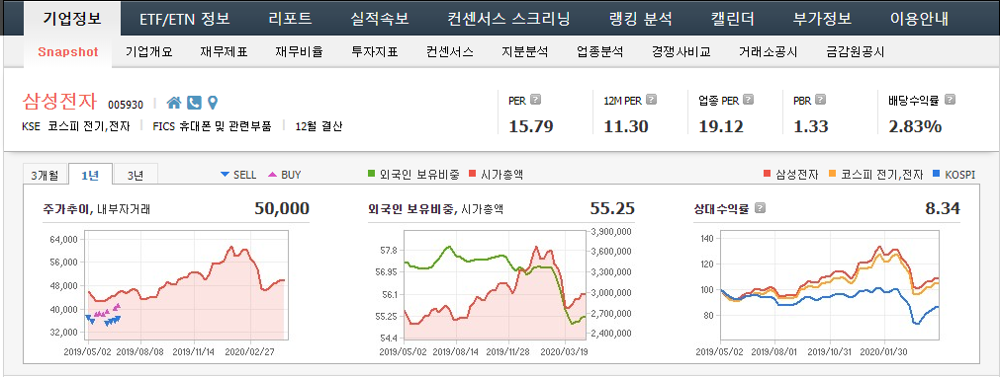 기업정보 ETF/ETN 정보 리포트 실적속보 컨센서스 스크리닝 랭킹 분석 캘린더 부가정보 이용안내
Snapshot 기업개요 재무제표 재무비율 투자지표 컨센서스 지분분석 업종분석 경쟁사비교 거래소공시 금감원공시
삼성전자 005930
PER ? 12M PER ? 업종 PER ? PBR ? 배당수익률 ?
KSE 코스피 전기,전자 FICS 휴대폰 및 관련부품 12월 결산
15.79 11.30 19.12 1.33 2.83%
3개월 1년 3년 SELL BUY 외국인 보유비중 시가총액 삼성전자 코스피 전기,전자 KOSPI
주가추이, 내부자거래 50,000
64,000
56,000
48,000
40,000
32,000
2019/05/02 2019/08/08 2019/11/14 2020/02/27
외국인 보유비중, 시가총액 55.25
57.8
56.95
56.1
55.25
54.4
3,900,000
3,600,000
3,300,000
3,000,000
2,700,000
2,400,000
2019/05/02 2019/08/14 2019/11/28 2020/03/19
상대수익률 ? 8.34
140
120
100
80
2019/05/02 2019/08/01 2019/10/31 2020/01/30